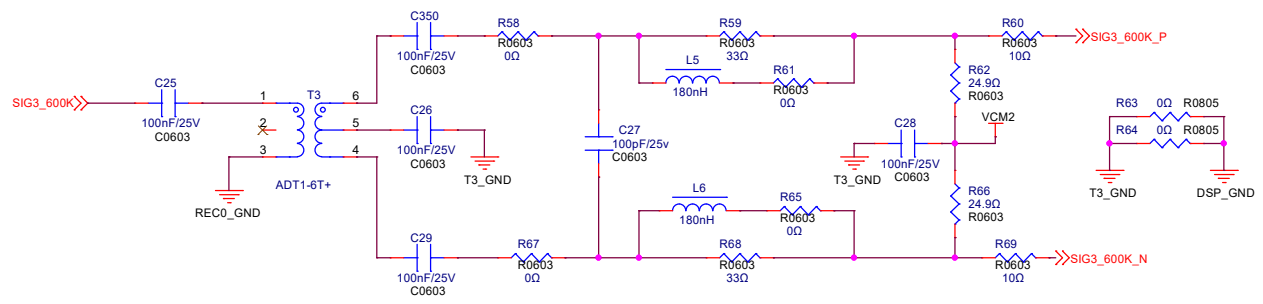 C350
100nF/25V
C0603
R58
R0603
0Ω
R59
R0603
33Ω
R60
R0603
10Ω
SIG3_600K_P
L5
180nH
R61
R0603
0Ω
R62
24.9Ω
R0603
C25
100nF/25V
C0603
SIG3_600K
1
2
3
T3
6
5
4
ADT1-6T+
REC0_GND
C26
100nF/25V
C0603
T3_GND
C27
100pF/25v
C0603
C28
100nF/25V
C0603
T3_GND
VCM2
R63
0Ω
R0805
R64
0Ω
R0805
T3_GND
DSP_GND
L6
180nH
R65
R0603
0Ω
R66
24.9Ω
R0603
C29
100nF/25V
C0603
R67
R0603
0Ω
R68
R0603
33Ω
R69
R0603
10Ω
SIG3_600K_N